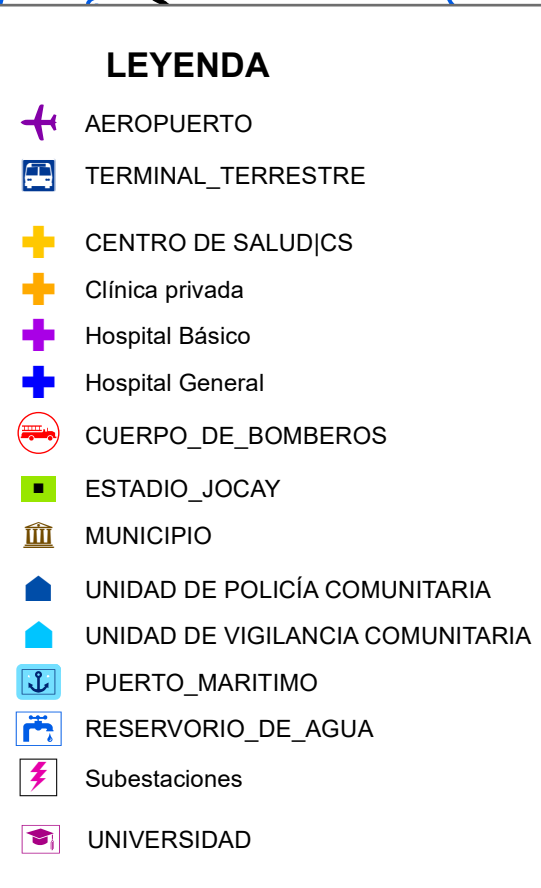 LEYENDA
AEROPUERTO
TERMINAL_TERRESTRE
CENTRO DE SALUD|CS
Clínica privada
Hospital Básico
Hospital General
CUERPO_DE_BOMBEROS
ESTADIO_JOCAY
MUNICIPIO
UNIDAD DE POLICÍA COMUNITARIA
UNIDAD DE VIGILANCIA COMUNITARIA
PUERTO_MARITIMO
RESERVORIO_DE_AGUA
Subestaciones
UNIVERSIDAD